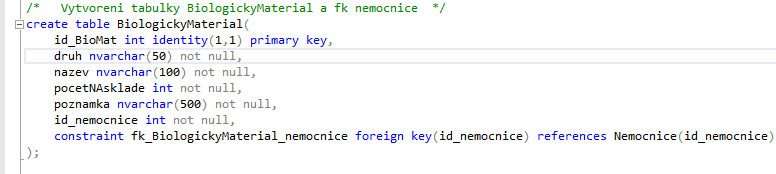 /*   Vytvoreni tabulky BiologickyMaterial a fk nemocnice  */
create table BiologickyMaterial(
    id_BioMat int identity(1,1) primary key,
    druh nvarchar(50) not null,
    nazev nvarchar(100) not null,
    pocetNAsklade int not null,
    poznamka nvarchar(500) not null,
    id_nemocnice int not null,
    constraint fk_BiologickyMaterial_nemocnice foreign key(id_nemocnice) references Nemocnice(id_nemocnice)
);